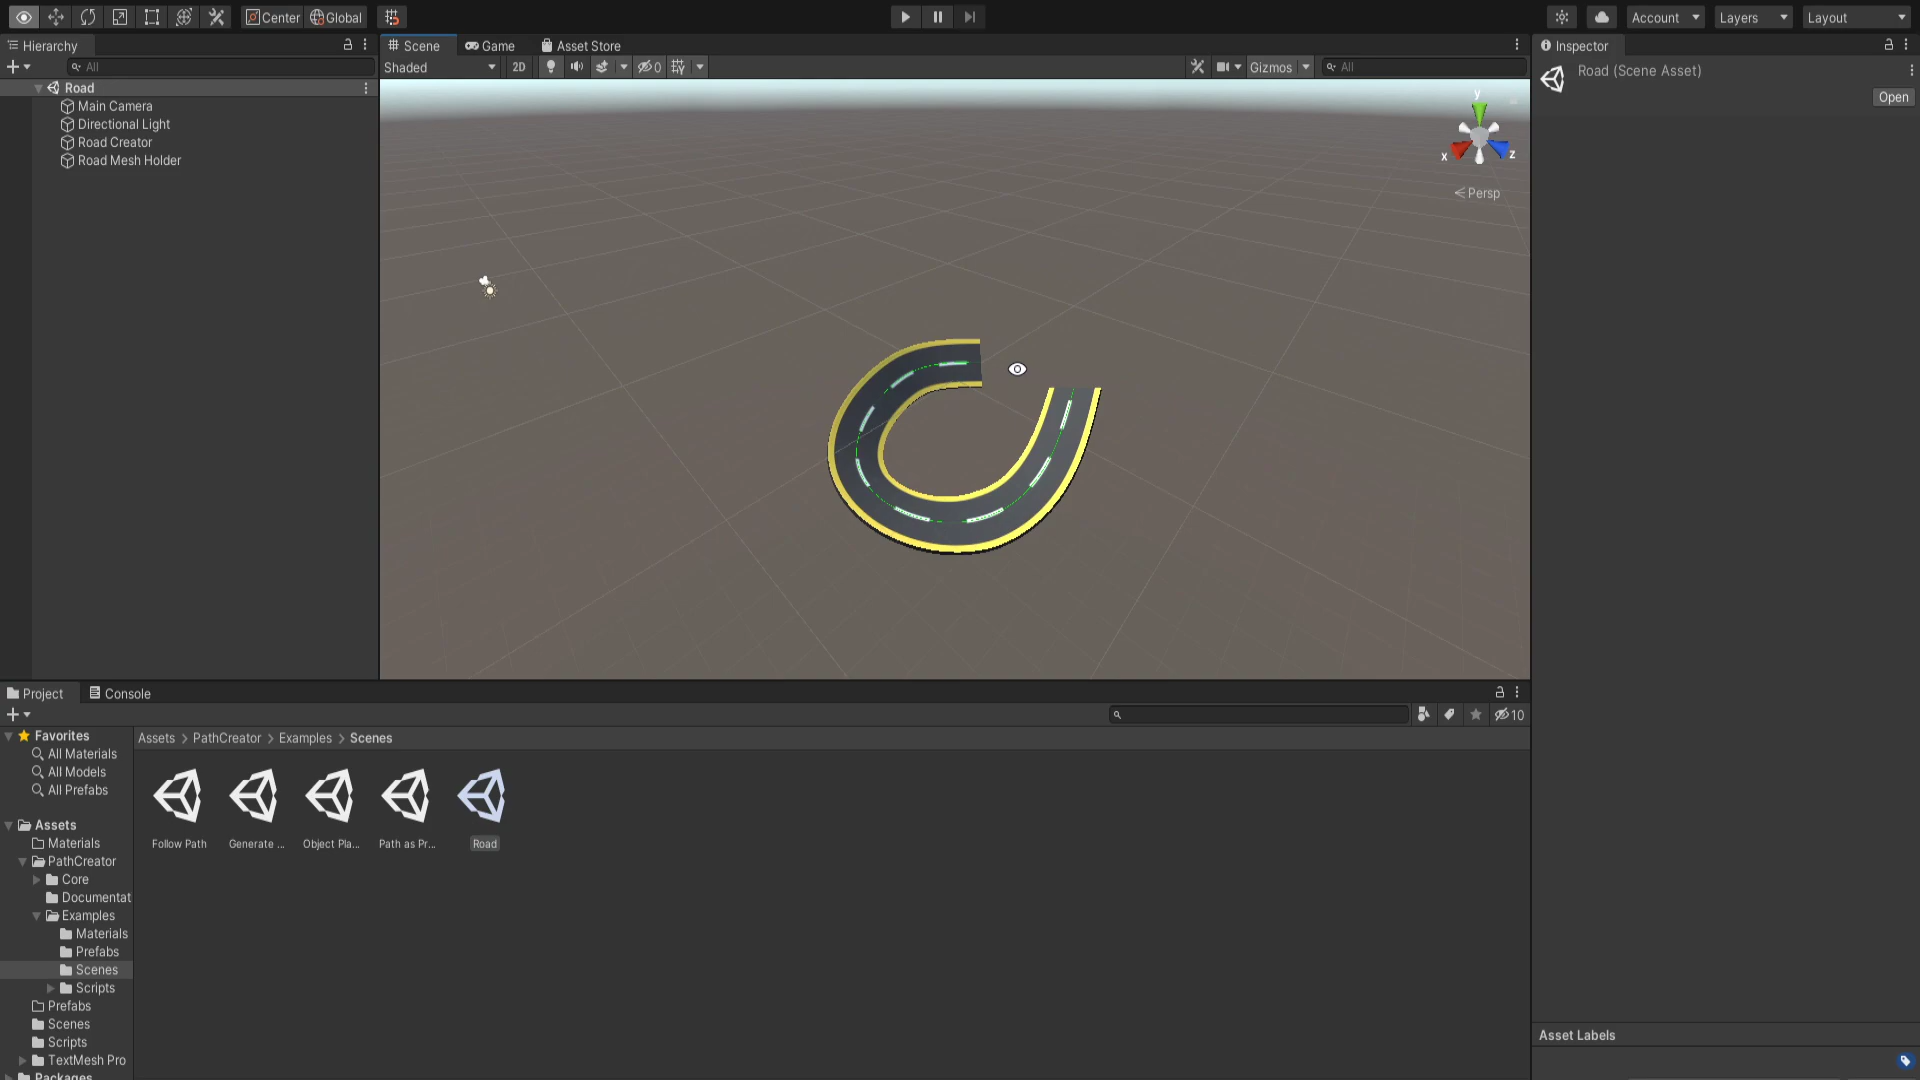 Center Global
Account Layers Layout
Hierarchy
All
Road
Main Camera
Directional Light
Road Creator
Road Mesh Holder
Scene Game Asset Store
Shaded 2D 0 Gizmos All
y
x z
Persp
Inspector
Road (Scene Asset)
Open
Project Console
10
Favorites
All Materials
All Models
All Prefabs
Assets
Materials
PathCreator
Core
Documentat
Examples
Materials
Prefabs
Scenes
Scripts
Prefabs
Scenes
Scripts
TextMesh Pro
Packages
Assets > PathCreator > Examples > Scenes
Follow Path Generate ... Object Pla... Path as Pr... Road
Asset Labels